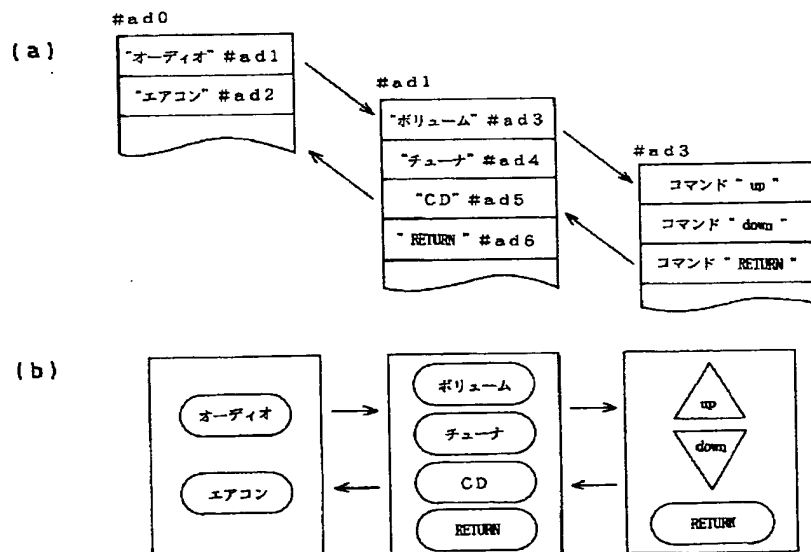 (a)
#ad0
"オーディオ" #ad1
"エアコン" #ad2
#ad1
"ボリューム" #ad3
"チューナ" #ad4
"CD" #ad5
"RETURN" #ad6
#ad3
コマンド "up"
コマンド "down"
コマンド "RETURN"
(b)
オーディオ
エアコン
ボリューム
チューナ
CD
RETURN
up
down
RETURN